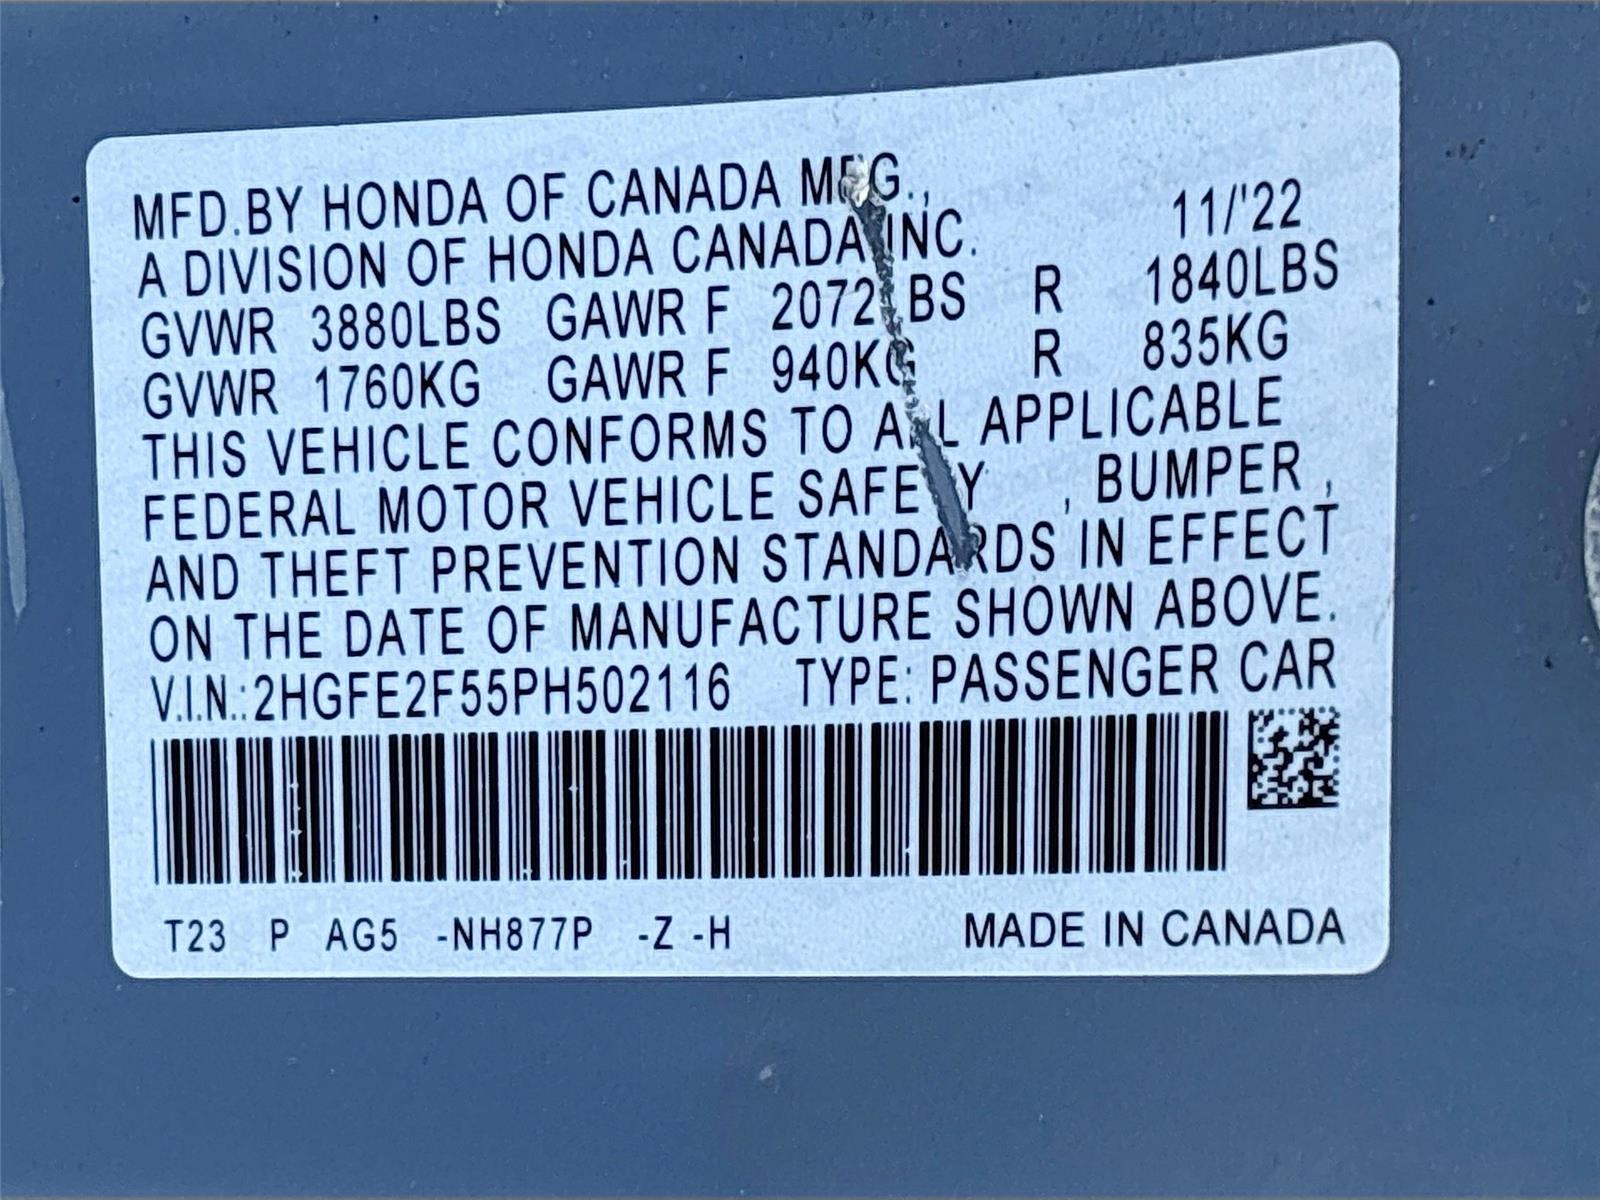 MFD.BY HONDA OF CANADA MFG., 11/'22
A DIVISION OF HONDA CANADA INC.
GVWR 3880LBS GAWR F 2072LBS R 1840LBS
GVWR 1760KG GAWR F 940KG R 835KG
THIS VEHICLE CONFORMS TO ALL APPLICABLE
FEDERAL MOTOR VEHICLE SAFETY , BUMPER ,
AND THEFT PREVENTION STANDARDS IN EFFECT
ON THE DATE OF MANUFACTURE SHOWN ABOVE.
V.I.N.:2HGFE2F55PH502116 TYPE: PASSENGER CAR
T23 P AG5 -NH877P -Z -H MADE IN CANADA